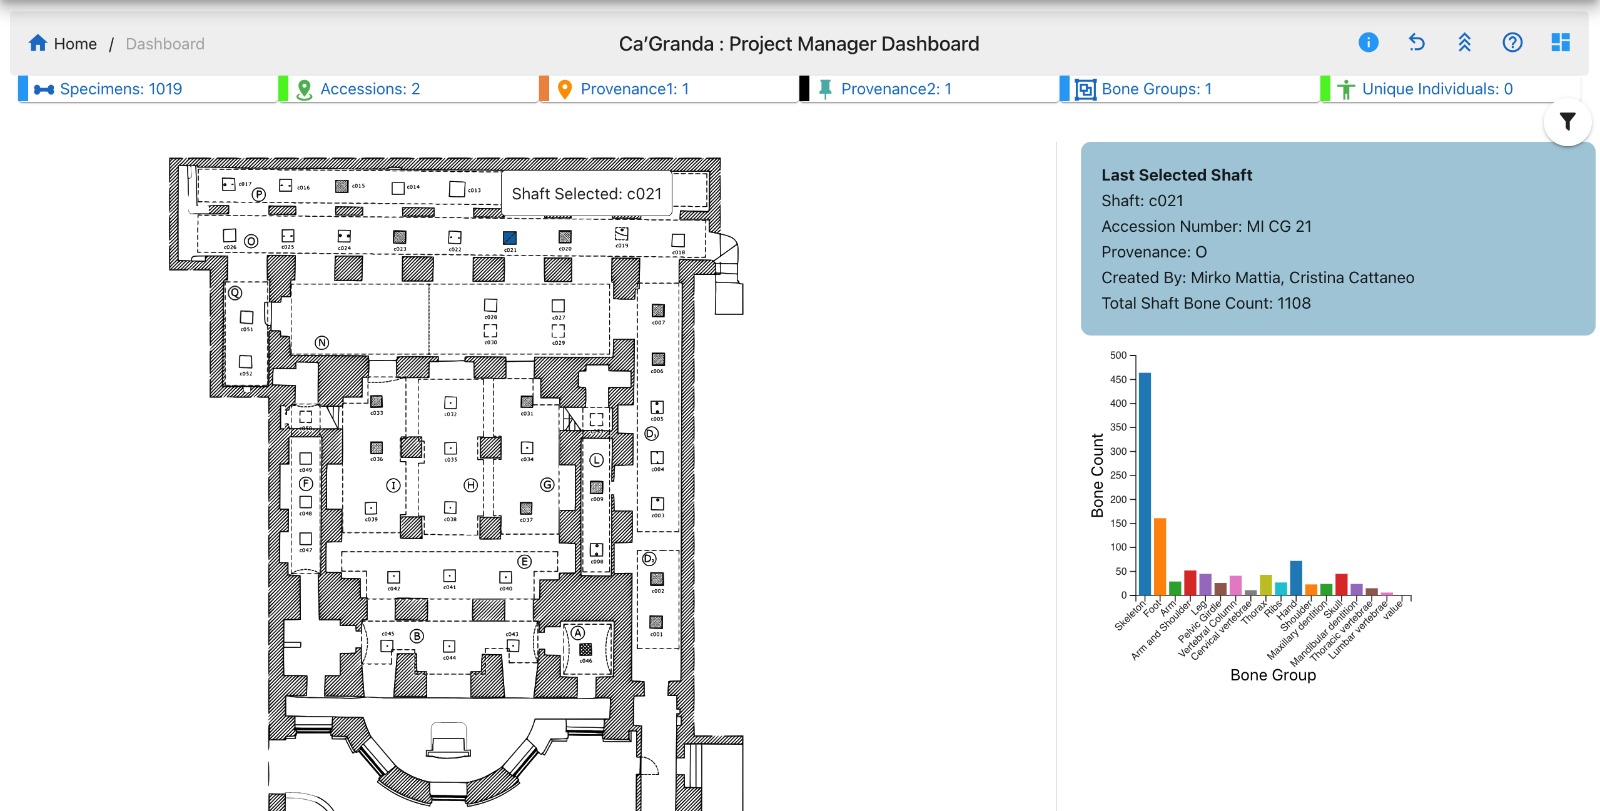 Home / Dashboard
Ca’Granda : Project Manager Dashboard
Specimens: 1019
Accessions: 2
Provenance1: 1
Provenance2: 1
Bone Groups: 1
Unique Individuals: 0
c017
c016
c015
c014
c013
P
Shaft Selected: c021
c026
O
c025
c024
c023
c022
c021
c020
c019
c018
Q
c051
c052
N
c028
c027
c030
c029
c007
c006
c005
D1
c004
c003
c033
c032
c031
c036
c035
c034
c049
F
c048
c047
I
H
G
L
c009
c039
c038
c037
c008
E
D2
c042
c041
c040
c002
c001
c045
B
c044
c043
A
c046
Last Selected Shaft
Shaft: c021
Accession Number: MI CG 21
Provenance: O
Created By: Mirko Mattia, Cristina Cattaneo
Total Shaft Bone Count: 1108
500
450
400
350
300
250
200
150
100
50
0
Bone Count
Skeleton
Foot
Arm
Arm and Shoulder
Leg
Pelvic Girdle
Vertebral Column
Cervical vertebrae
Thorax
Ribs
Hand
Shoulder
Maxillary dentition
Skull
Mandibular dentition
Thoracic vertebrae
Lumbar vertebrae
value
Bone Group